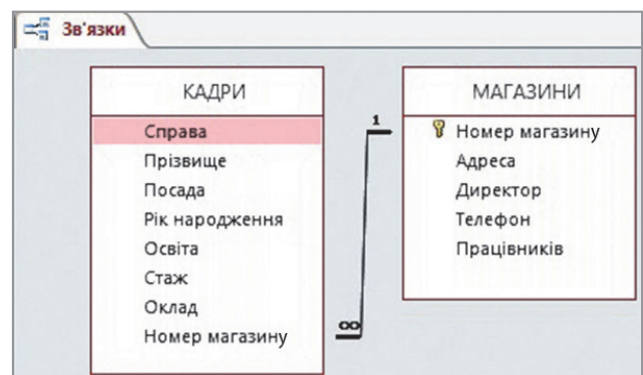 Зв'язки
КАДРИ
Справа
Прізвище
Посада
Рік народження
Освіта
Стаж
Оклад
Номер магазину
1
∞
МАГАЗИНИ
Номер магазину
Адреса
Директор
Телефон
Працівників